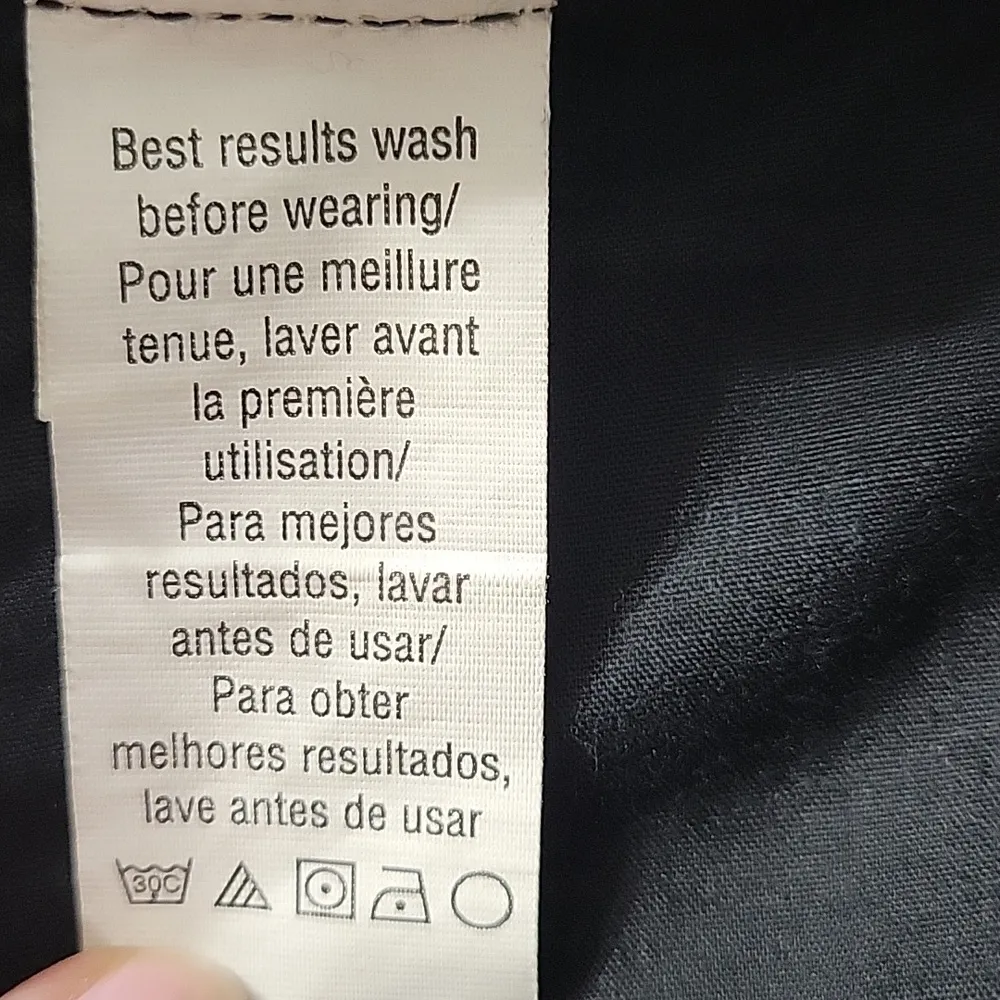 Best results wash
before wearing/
Pour une meillure
tenue, laver avant
la première
utilisation/
Para mejores
resultados, lavar
antes de usar/
Para obter
melhores resultados,
lave antes de usar
30C